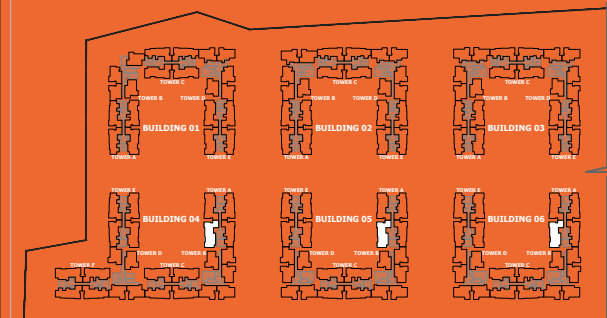 TOWER C TOWER C TOWER C
TOWER B TOWER D TOWER B TOWER D TOWER B TOWER D
BUILDING 01 BUILDING 02 BUILDING 03
TOWER A TOWER E TOWER A TOWER E TOWER A TOWER E
TOWER E TOWER A TOWER E TOWER A TOWER E TOWER A
BUILDING 04 BUILDING 05 BUILDING 06
TOWER D TOWER B TOWER D TOWER B TOWER D TOWER B
TOWER F TOWER C TOWER C TOWER C